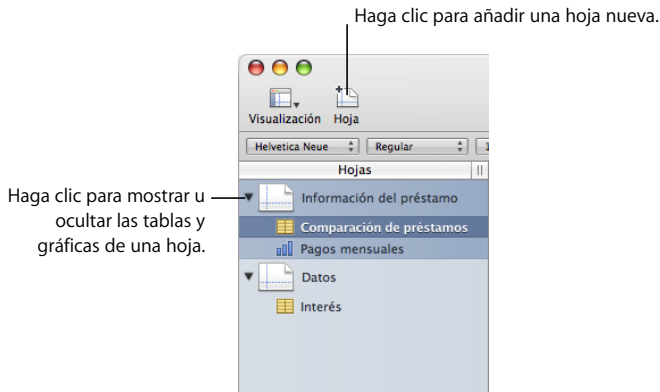 Haga clic para añadir una hoja nueva.
Visualización Hoja
Helvetica Neue Regular 1
Hojas
Haga clic para mostrar u
ocultar las tablas y
gráficas de una hoja.
Información del préstamo
Comparación de préstamos
Pagos mensuales
Datos
Interés